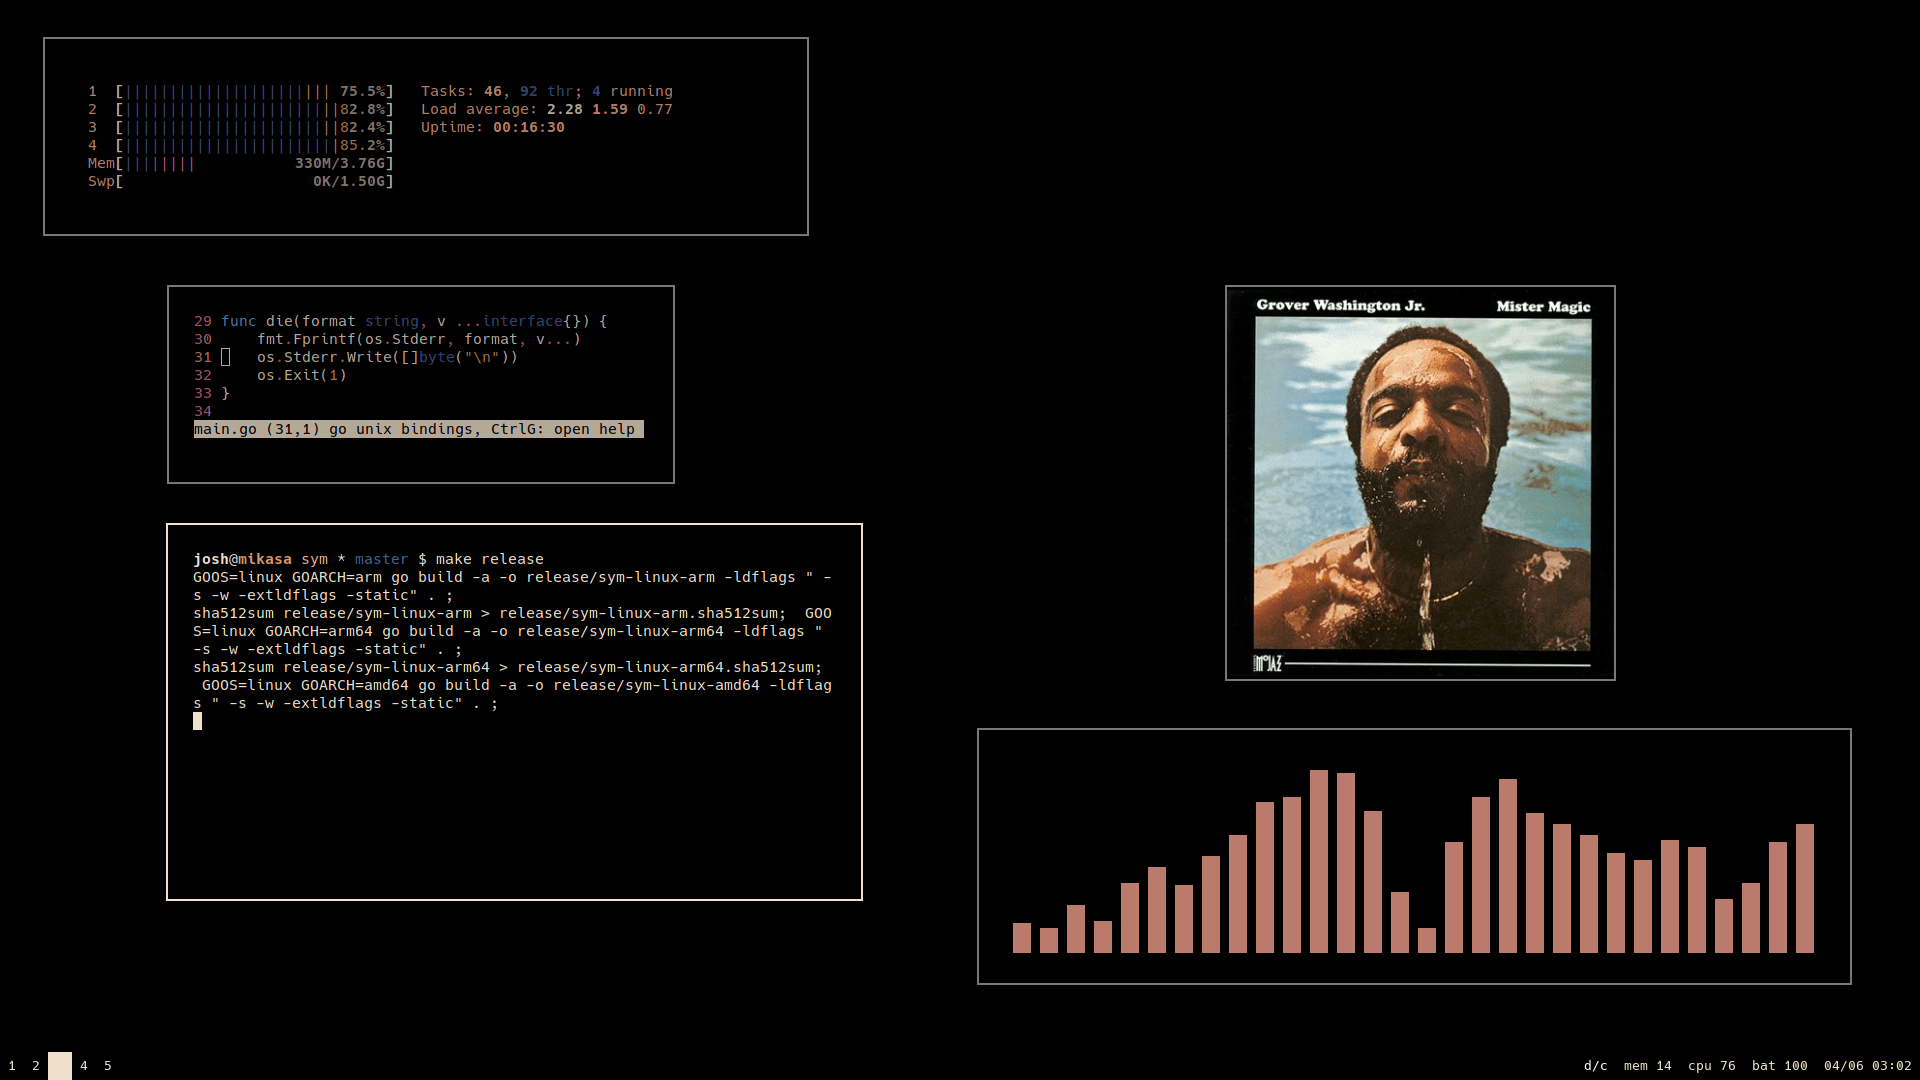 1  [||||||||||||||||||||||| 75.5%]
2  [||||||||||||||||||||||||82.8%]
3  [||||||||||||||||||||||||82.4%]
4  [||||||||||||||||||||||||85.2%]
Mem[||||||||           330M/3.76G]
Swp[                     0K/1.50G]
Tasks: 46, 92 thr; 4 running
Load average: 2.28 1.59 0.77
Uptime: 00:16:30
29 func die(format string, v ...interface{}) {
30     fmt.Fprintf(os.Stderr, format, v...)
31     os.Stderr.Write([]byte("\n"))
32     os.Exit(1)
33 }
34
main.go (31,1) go unix bindings, CtrlG: open help
Grover Washington Jr.    Mister Magic
MOJAZ
josh@mikasa sym * master $ make release
GOOS=linux GOARCH=arm go build -a -o release/sym-linux-arm -ldflags " -
s -w -extldflags -static" . ;
sha512sum release/sym-linux-arm > release/sym-linux-arm.sha512sum;  GOO
S=linux GOARCH=arm64 go build -a -o release/sym-linux-arm64 -ldflags "
-s -w -extldflags -static" . ;
sha512sum release/sym-linux-arm64 > release/sym-linux-arm64.sha512sum;
 GOOS=linux GOARCH=amd64 go build -a -o release/sym-linux-amd64 -ldflag
s " -s -w -extldflags -static" . ;
1  2  4  5
d/c  mem 14  cpu 76  bat 100  04/06 03:02